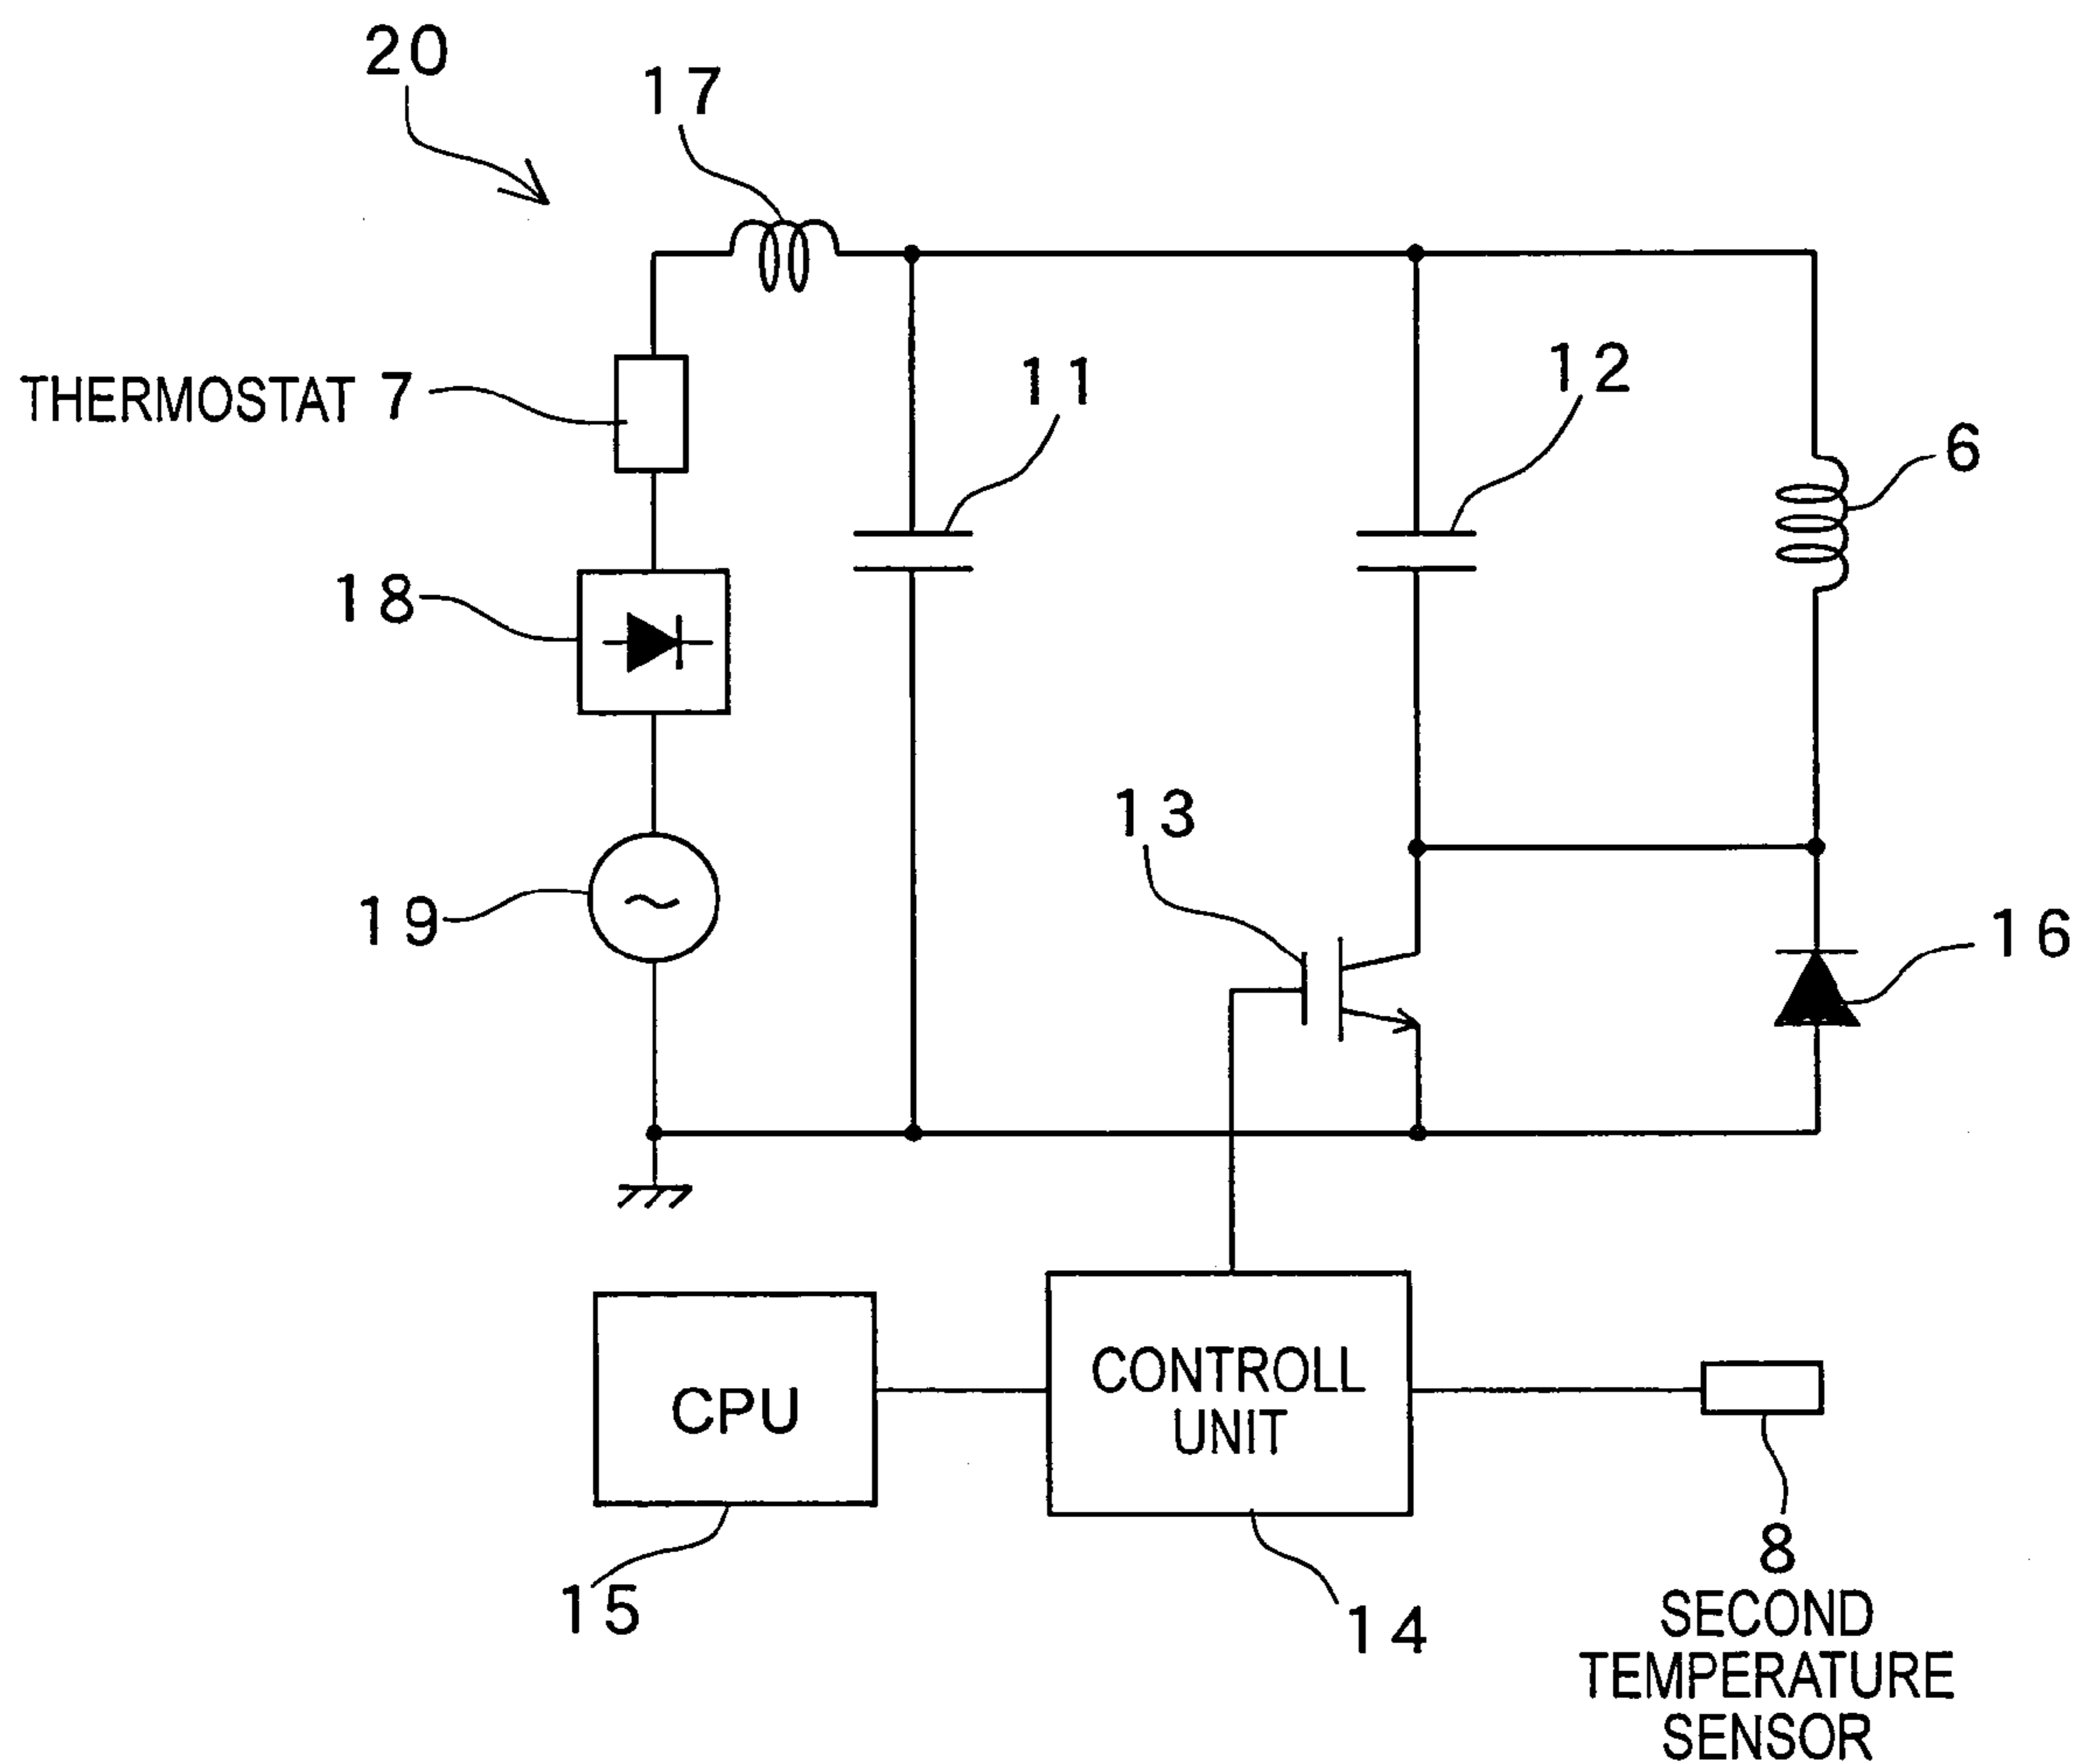 20
17
THERMOSTAT 7
11
12
6
18
13
19
16
CPU
CONTROLL
UNIT
15
14
8
SECOND
TEMPERATURE
SENSOR